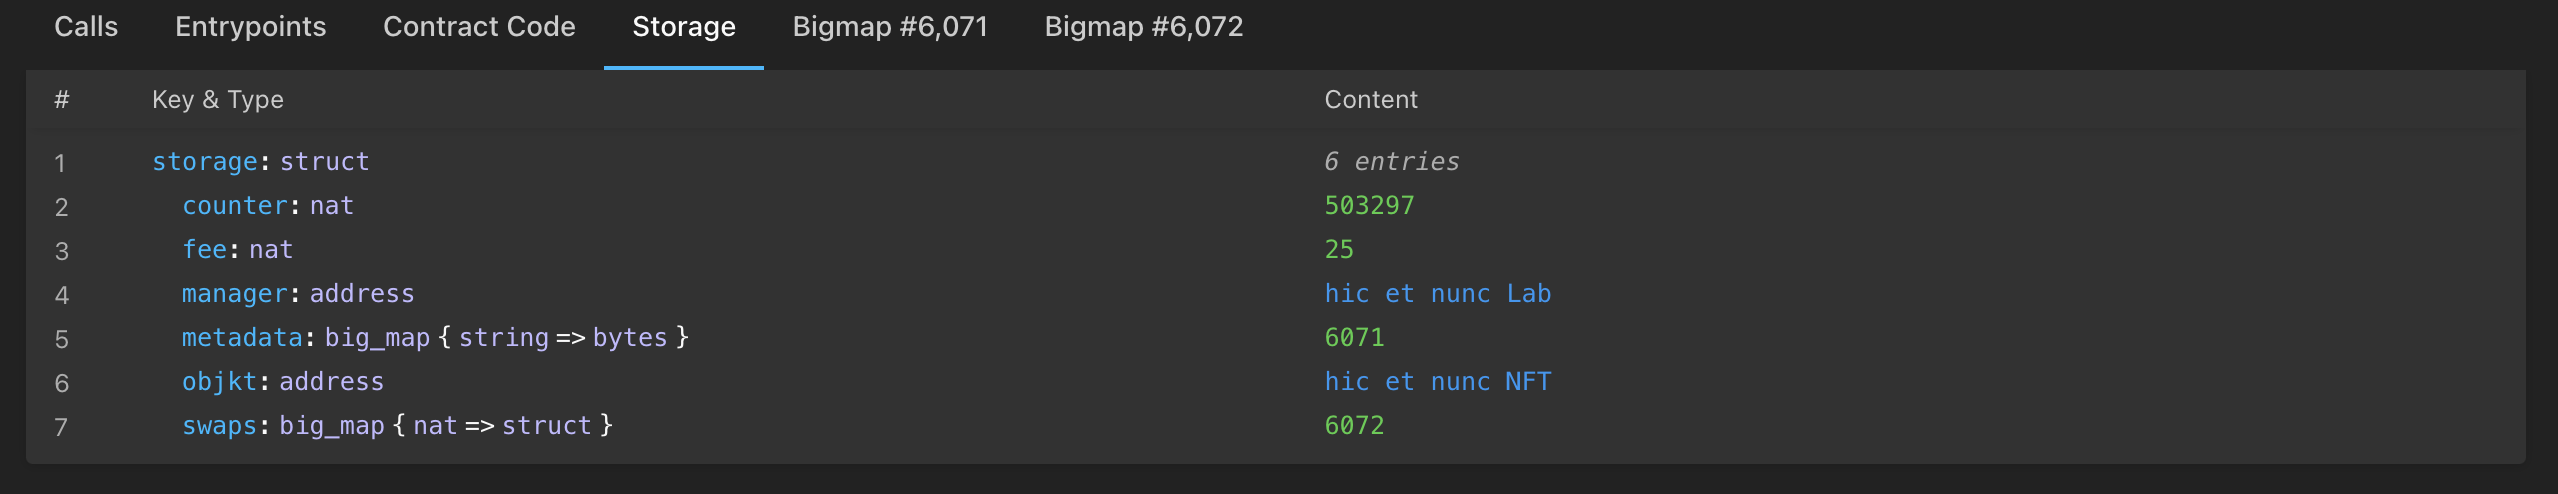 Calls Entrypoints Contract Code Storage Bigmap #6,071 Bigmap #6,072
# Key & Type Content
1 storage: struct 6 entries
2 counter: nat 503297
3 fee: nat 25
4 manager: address hic et nunc Lab
5 metadata: big_map { string => bytes } 6071
6 objkt: address hic et nunc NFT
7 swaps: big_map { nat => struct } 6072